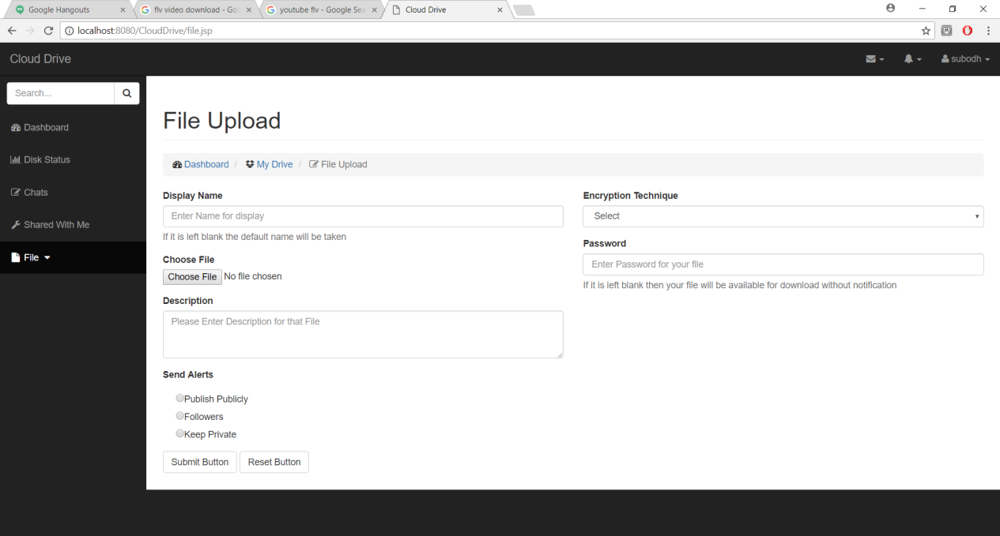 Google Hangouts
flv video download - Goo
youtube flv - Google Sea
Cloud Drive
localhost:8080/CloudDrive/file.jsp
Cloud Drive
subodh
Search...
Dashboard
Disk Status
Chats
Shared With Me
File
File Upload
Dashboard / My Drive / File Upload
Display Name
Enter Name for display
If it is left blank the default name will be taken
Choose File
Choose File No file chosen
Description
Please Enter Description for that File
Send Alerts
Publish Publicly
Followers
Keep Private
Submit Button Reset Button
Encryption Technique
Select
Password
Enter Password for your file
If it is left blank then your file will be available for download without notification